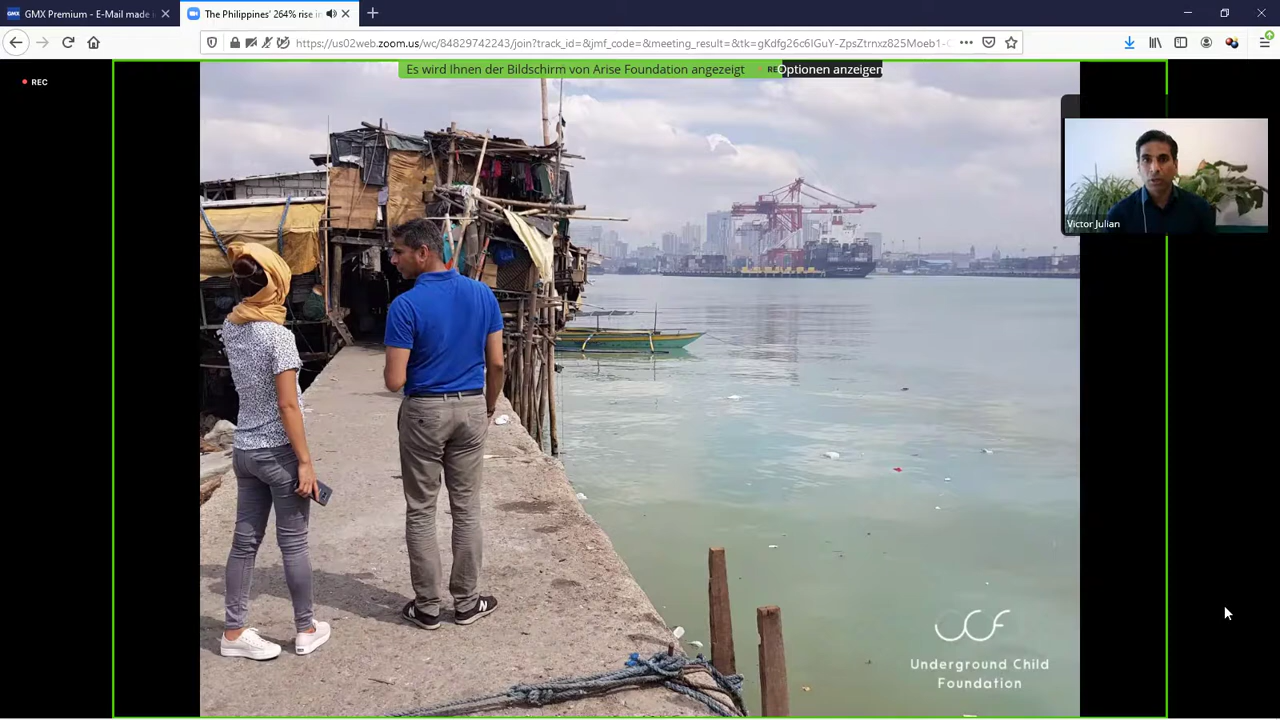 GMX Premium - E-Mail made
The Philippines' 264% rise in
https://us02web.zoom.us/wc/84829742243/join?track_id=&jmf_code=&meeting_result=&tk=gKdfg26c6IGuY-ZpsZtrnxz825Moeb1-
REC
Es wird Ihnen der Bildschirm von Arise Foundation angezeigt
Optionen anzeigen
Victor Julian
Underground Child
Foundation